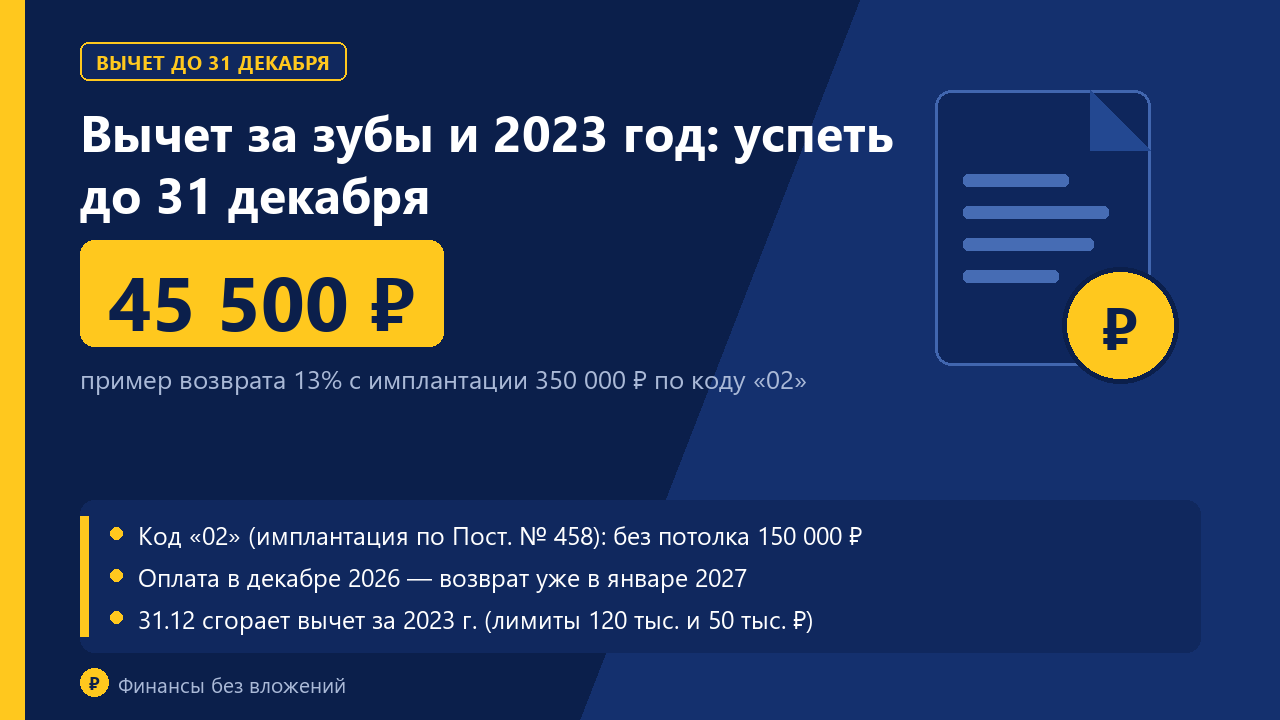 ВЫЧЕТ ДО 31 ДЕКАБРЯ
Вычет за зубы и 2023 год: успеть
до 31 декабря
45 500 ₽
₽
пример возврата 13% с имплантации 350 000 ₽ по коду «02»
Код «02» (имплантация по Пост. № 458): без потолка 150 000 ₽
Оплата в декабре 2026 — возврат уже в январе 2027
31.12 сгорает вычет за 2023 г. (лимиты 120 тыс. и 50 тыс. ₽)
₽ Финансы без вложений